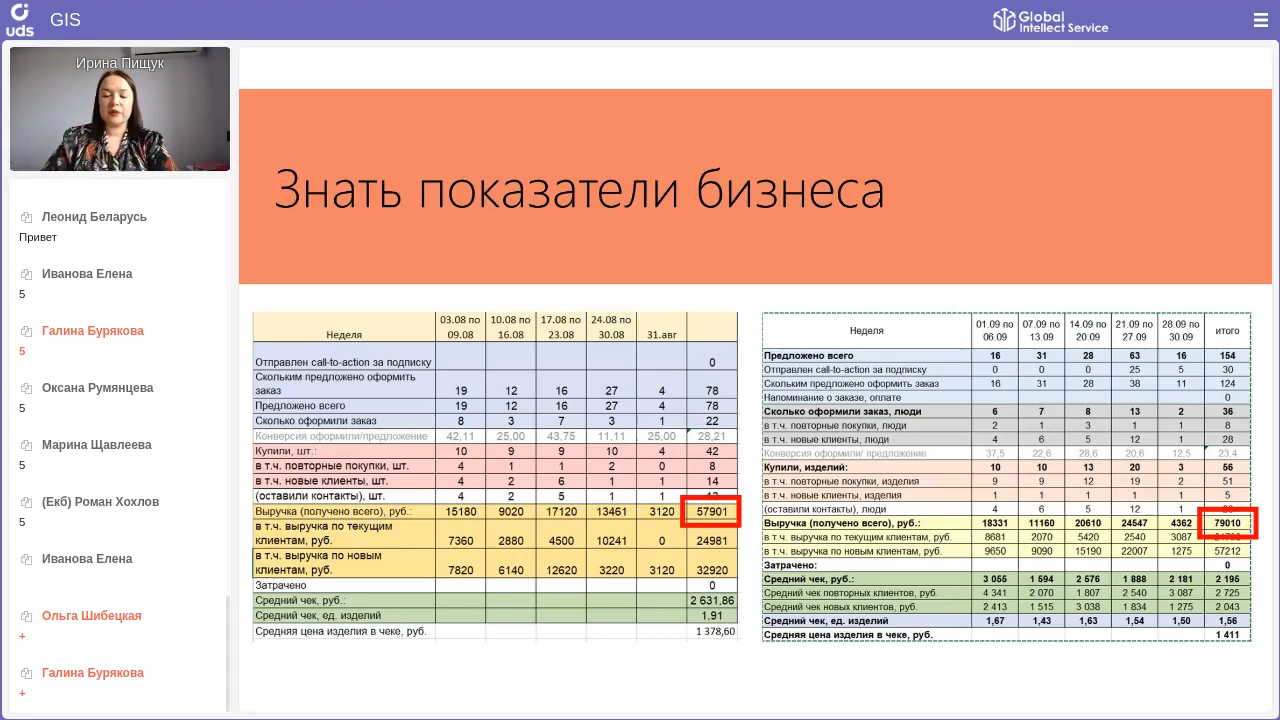 uds
GIS
Global
Intellect Service
Ирина Пищук
Леонид Беларусь
Привет
Иванова Елена
5
Галина Бурякова
5
Оксана Румянцева
5
Марина Щавлеева
5
(Екб) Роман Хохлов
5
Иванова Елена
Ольга Шибецкая
+
Галина Бурякова
+
Знать показатели бизнеса
Неделя 03.08 по 09.08 10.08 по 16.08 17.08 по 23.08 24.08 по 30.08 31.авг
Отправлен call-to-action за подписку 0
Скольким предложено оформить заказ 19 12 16 27 4 78
Предложено всего 19 12 16 27 4 78
Сколько оформили заказ 8 3 7 3 1 22
Конверсия оформили/предложение 42,11 25,00 43,75 11,11 25,00 28,21
Купили, шт.: 10 9 9 10 4 42
в т.ч. повторные покупки, шт. 4 1 1 2 0 8
в т.ч. новые клиенты, шт. 4 2 6 1 1 14
(оставили контакты), шт. 4 2 5 1 1
Выручка (получено всего), руб.: 15180 9020 17120 13461 3120 57901
в т.ч. выручка по текущим клиентам, руб. 7360 2880 4500 10241 0 24981
в т.ч. выручка по новым клиентам, руб. 7820 6140 12620 3220 3120 32920
Затрачено 0
Средний чек, руб.: 2 631,86
Средний чек, ед. изделий 1,91
Средняя цена изделия в чеке, руб. 1 378,60
Неделя 01.09 по 06.09 07.09 по 13.09 14.09 по 20.09 21.09 по 27.09 28.09 по 30.09 итого
Предложено всего 16 31 28 63 16 154
Отправлен call-to-action за подписку 0 0 0 25 5 30
Скольким предложено оформить заказ 16 31 28 38 11 124
Напоминание о заказе, оплате 0
Сколько оформили заказ, люди 6 7 8 13 2 36
в т.ч. повторные покупки, люди 2 1 3 1 1 8
в т.ч. новые клиенты, люди 4 6 5 12 1 28
Конверсия оформили/ предложение 37,5 22,6 28,6 20,6 12,5 23,4
Купили, изделий: 10 10 13 20 3 56
в т.ч. повторные покупки, изделия 9 9 12 19 2 51
в т.ч. новые клиенты, изделия 1 1 1 1 1 5
(оставили контакты), люди 4 6 5 12 1
Выручка (получено всего), руб.: 18331 11160 20610 24547 4362 79010
в т.ч. выручка по текущим клиентам, руб. 8681 2070 5420 2540 3087
в т.ч. выручка по новым клиентам, руб. 9650 9090 15190 22007 1275 57212
Затрачено: 0
Средний чек, руб.: 3 055 1 594 2 576 1 888 2 181 2 195
Средний чек повторных клиентов, руб. 4 341 2 070 1 807 2 540 3 087 2 725
Средний чек новых клиентов, руб. 2 413 1 515 3 038 1 834 1 275 2 043
Средний чек, ед. изделий 1,67 1,43 1,63 1,54 1,50 1,56
Средняя цена изделия в чеке, руб. 1 411